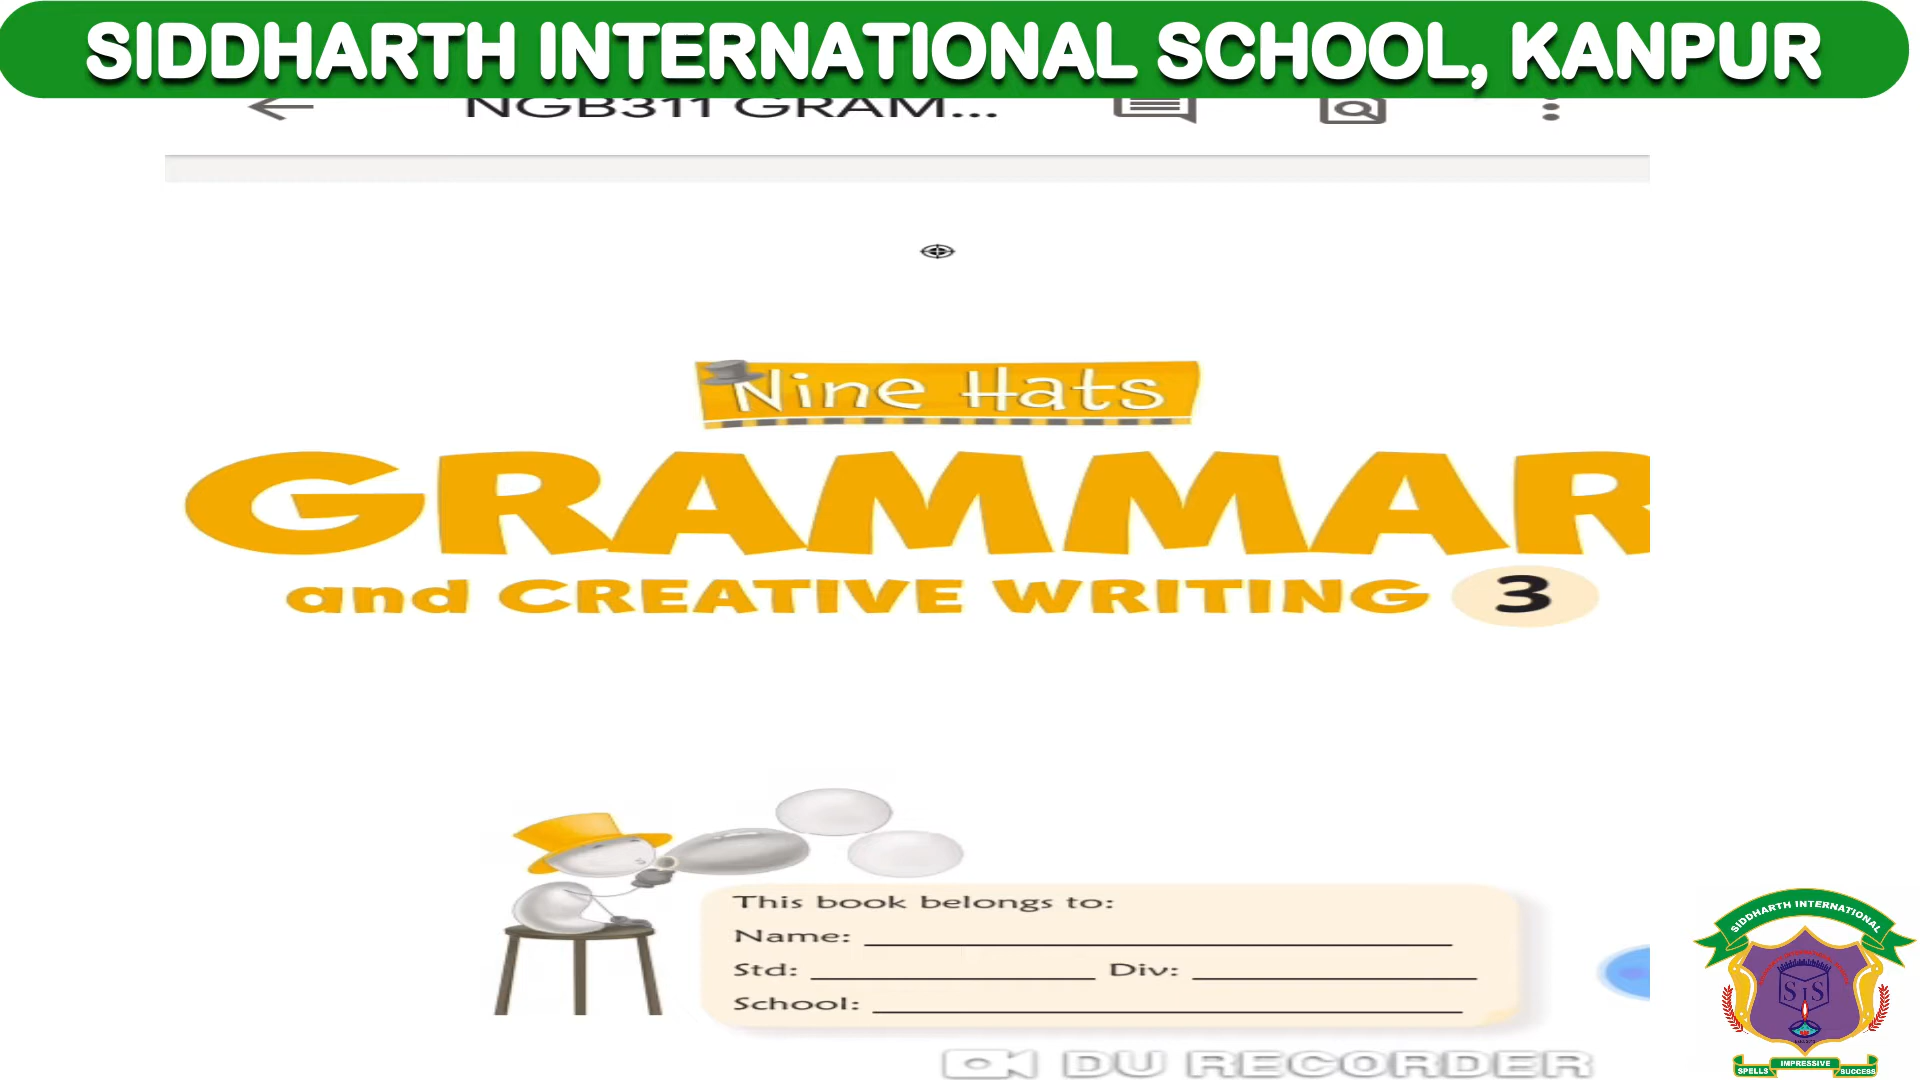 SIDDHARTH INTERNATIONAL SCHOOL, KANPUR
NGB311 GRAM...
Nine Hats
GRAMMAR
and CREATIVE WRITING 3
This book belongs to:
Name:
Std: Div:
School:
SIDDHARTH INTERNATIONAL
SIS
SPELLS IMPRESSIVE SUCCESS
DU RECORDER